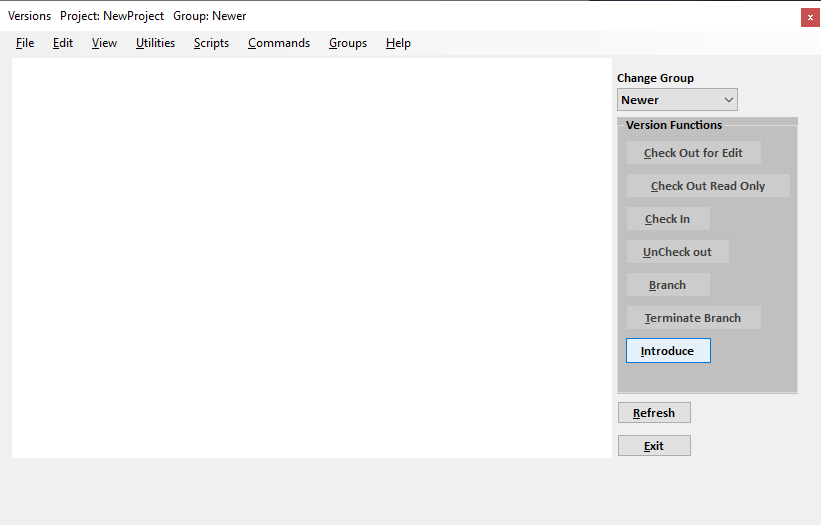 Versions Project: NewProject Group: Newer x
File Edit View Utilities Scripts Commands Groups Help
Change Group
Newer
Version Functions
Check Out for Edit
Check Out Read Only
Check In
UnCheck out
Branch
Terminate Branch
Introduce
Refresh
Exit